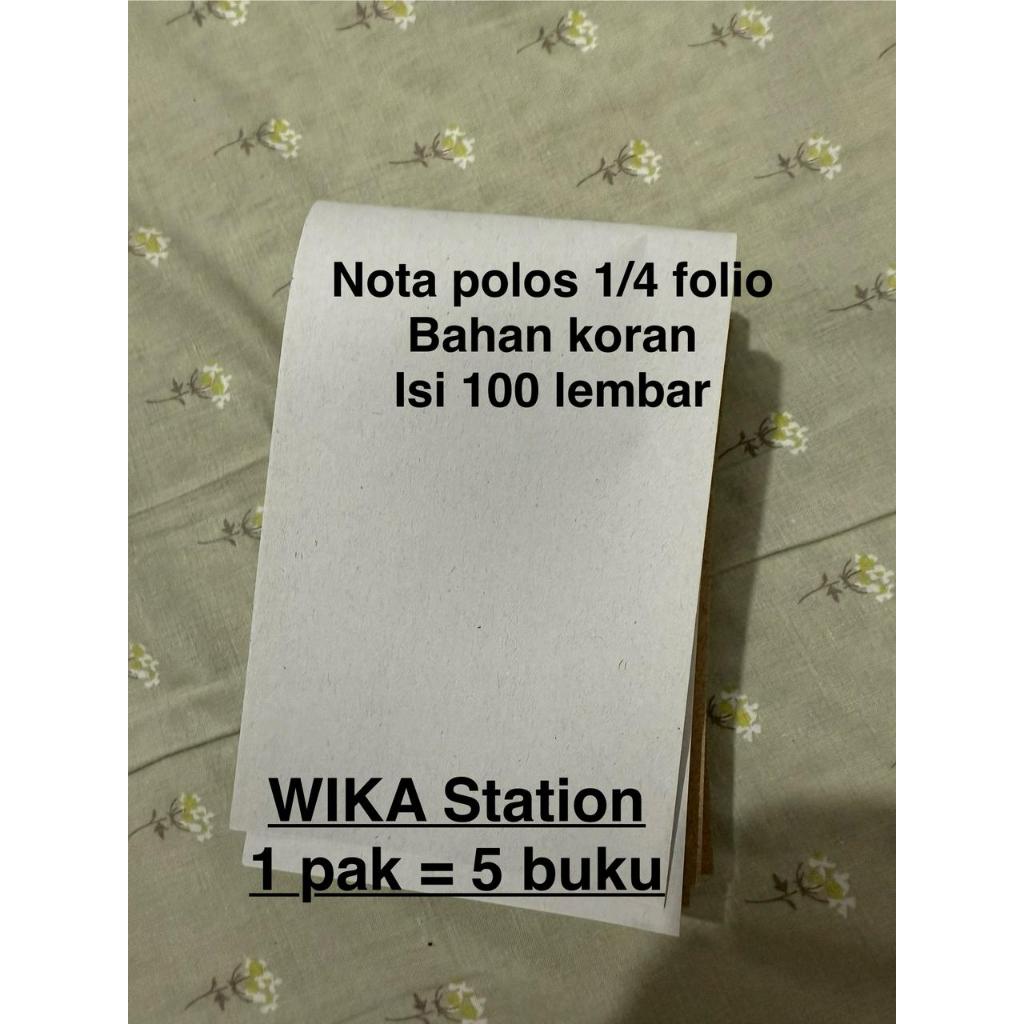 Nota polos 1/4 folio
Bahan koran
Isi 100 lembar
WIKA Station
1 pak = 5 buku